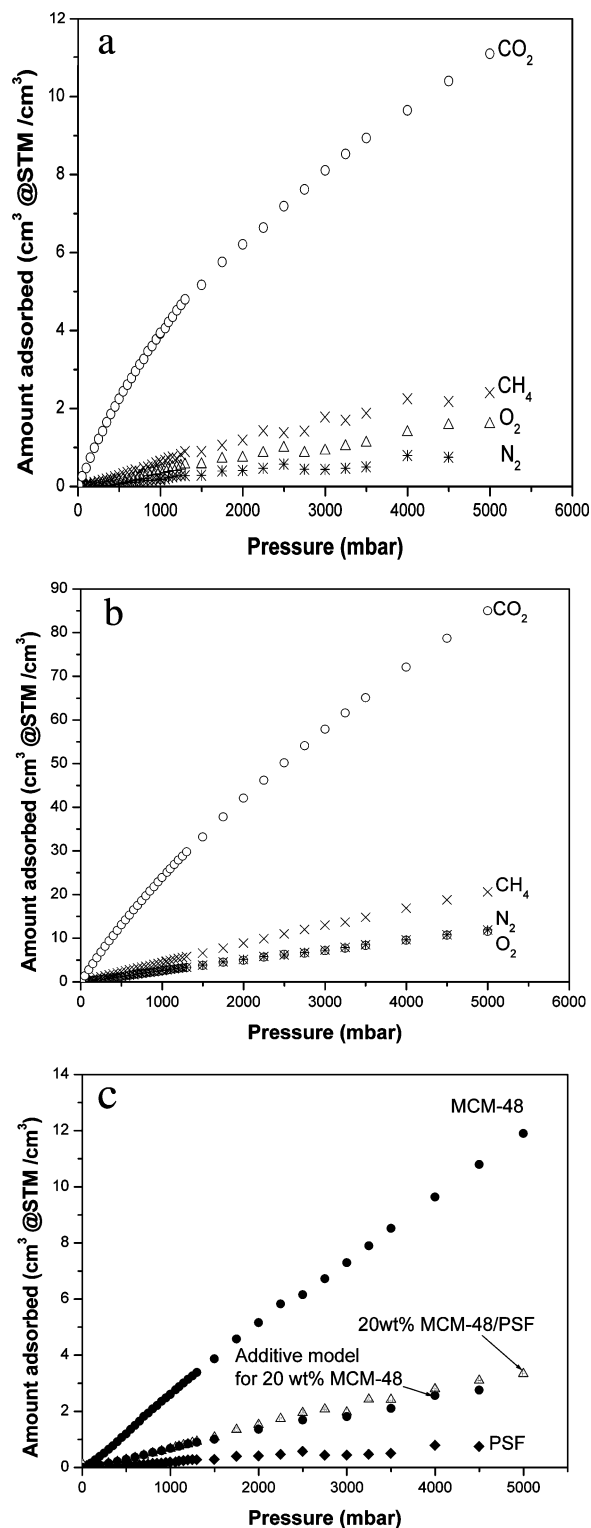 a
12
10
8
6
4
2
0
CO2
CH4
O2
N2
0 1000 2000 3000 4000 5000 6000
Pressure (mbar)
Amount adsorbed (cm3 @STM /cm3)
b
90
80
70
60
50
40
30
20
10
0
CO2
CH4
N2
O2
0 1000 2000 3000 4000 5000 6000
Pressure (mbar)
Amount adsorbed (cm3 @STM /cm3)
c
14
12
10
8
6
4
2
0
MCM-48
20wt% MCM-48/PSF
Additive model
for 20 wt% MCM-48
PSF
0 1000 2000 3000 4000 5000
Pressure (mbar)
Amount adsorbed (cm3 @STM /cm3)